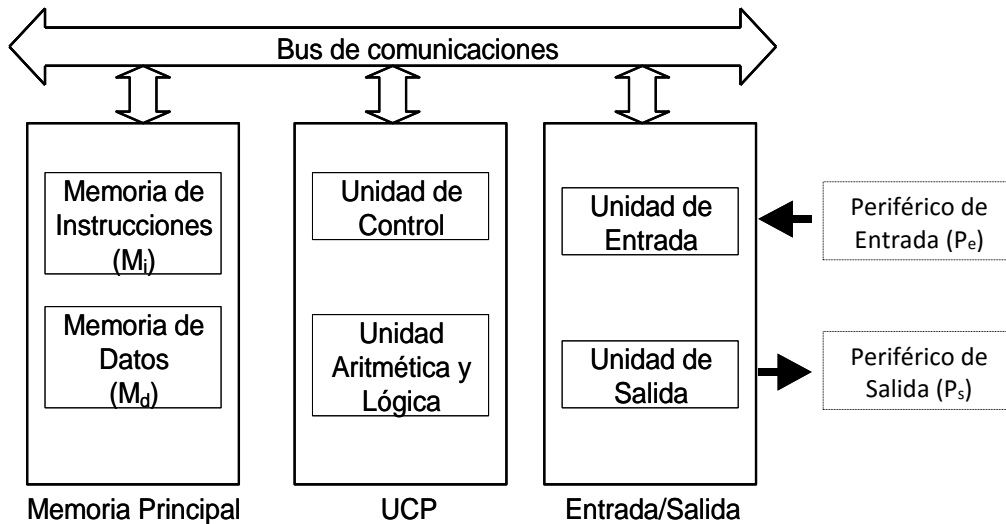 Bus de comunicaciones
Memoria de
Instrucciones
(Mi)
Memoria de
Datos
(Md)
Memoria Principal
Unidad de
Control
Unidad
Aritmética y
Lógica
UCP
Unidad de
Entrada
Unidad de
Salida
Entrada/Salida
Periférico de
Entrada (Pe)
Periférico de
Salida (Ps)